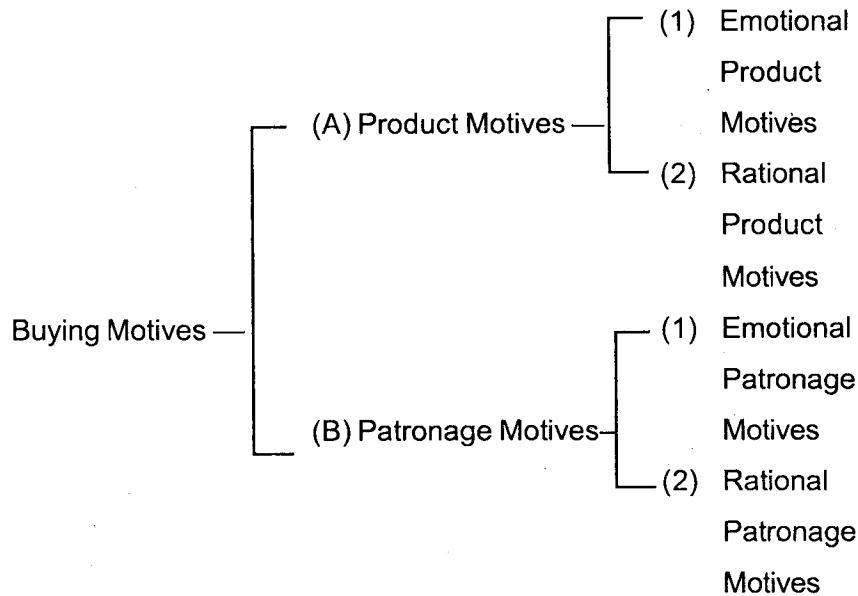 (1) Emotional
Product
(A) Product Motives
Motives
(2) Rational
Product
Motives
Buying Motives
(1) Emotional
Patronage
(B) Patronage Motives
Motives
(2) Rational
Patronage
Motives